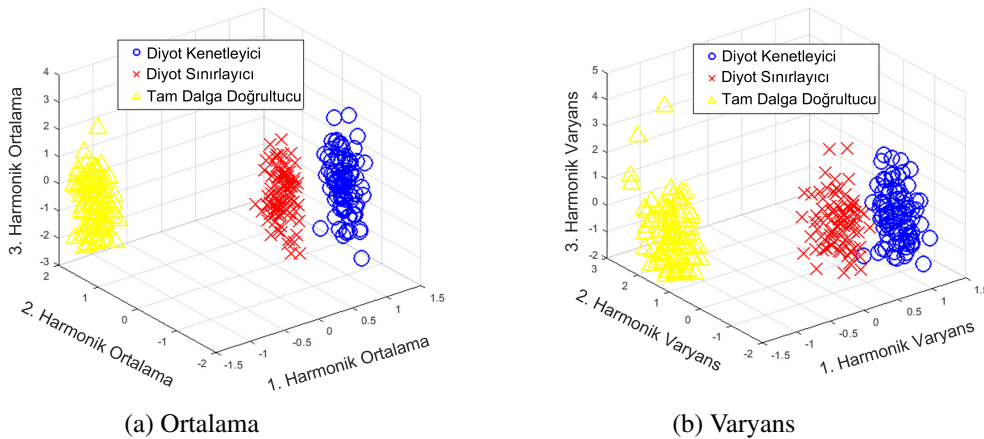 Diyot Kenetleyici
Diyot Sınırlayıcı
Tam Dalga Doğrultucu
4
3
2
1
0
-1
-2
-3
3. Harmonik Ortalama
2
1
0
-1
-2
2. Harmonik Ortalama
-1.5
-1
-0.5
0
0.5
1
1.5
1. Harmonik Ortalama
(a) Ortalama
Diyot Kenetleyici
Diyot Sınırlayıcı
Tam Dalga Doğrultucu
5
4
3
2
1
0
-1
-2
3. Harmonik Varyans
3
2
1
0
-1
-2
2. Harmonik Varyans
-1.5
-1
-0.5
0
0.5
1
1.5
1. Harmonik Varyans
(b) Varyans